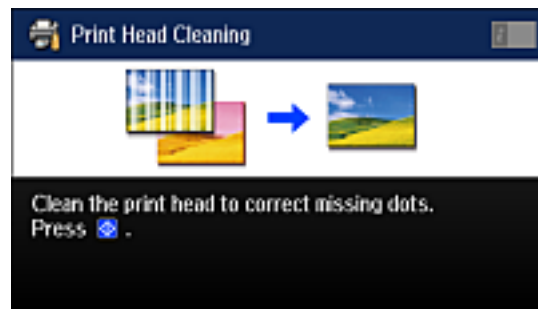 Print Head Cleaning
Clean the print head to correct missing dots.
Press .